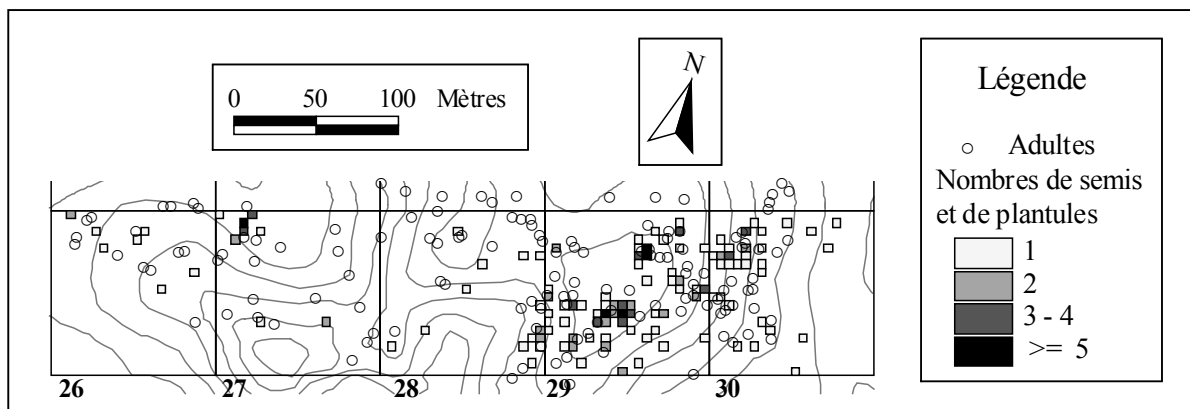 0 50 100 Mètres
N
Légende
Adultes
Nombres de semis
et de plantules
1
2
3 - 4
>= 5
26 27 28 29 30